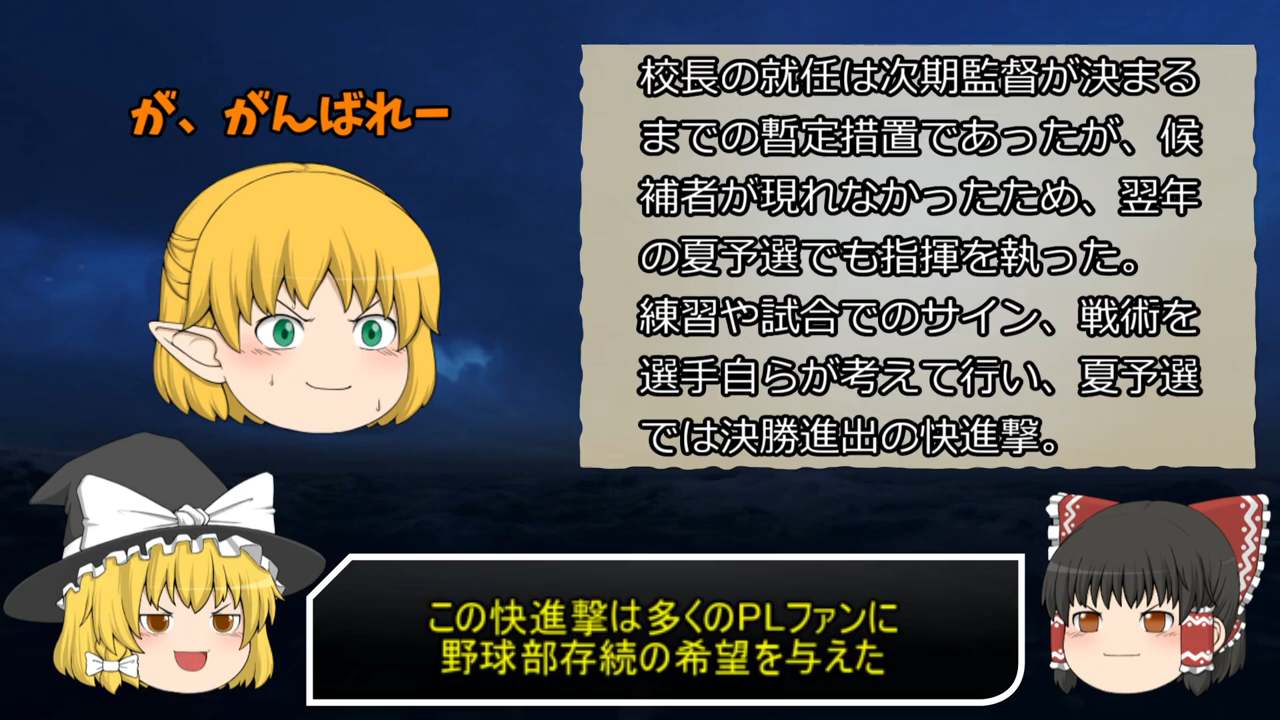 が、がんばれー
校長の就任は次期監督が決まる
までの暫定措置であったが、候
補者が現れなかったため、翌年
の夏予選でも指揮を執った。
練習や試合でのサイン、戦術を
選手自らが考えて行い、夏予選
では決勝進出の快進撃。
この快進撃は多くのPLファンに
野球部存続の希望を与えた